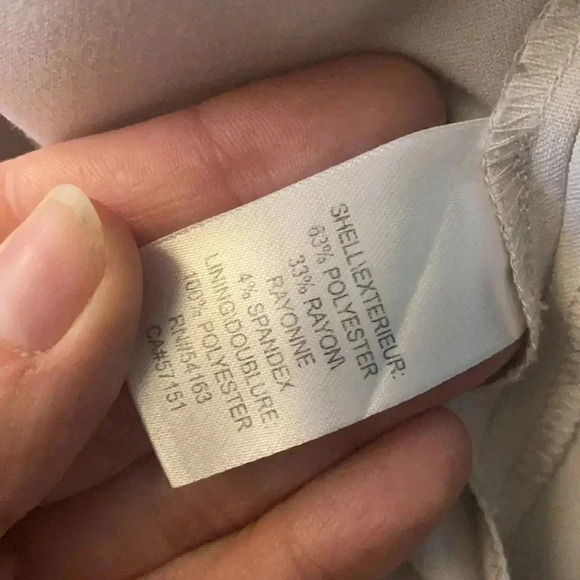 SHELL\EXTERIEUR:
63% POLYESTER
33% RAYON\
RAYONNE
4% SPANDEX
LINING\DOUBLURE
100% POLYESTER
RN#54163
CA#57151